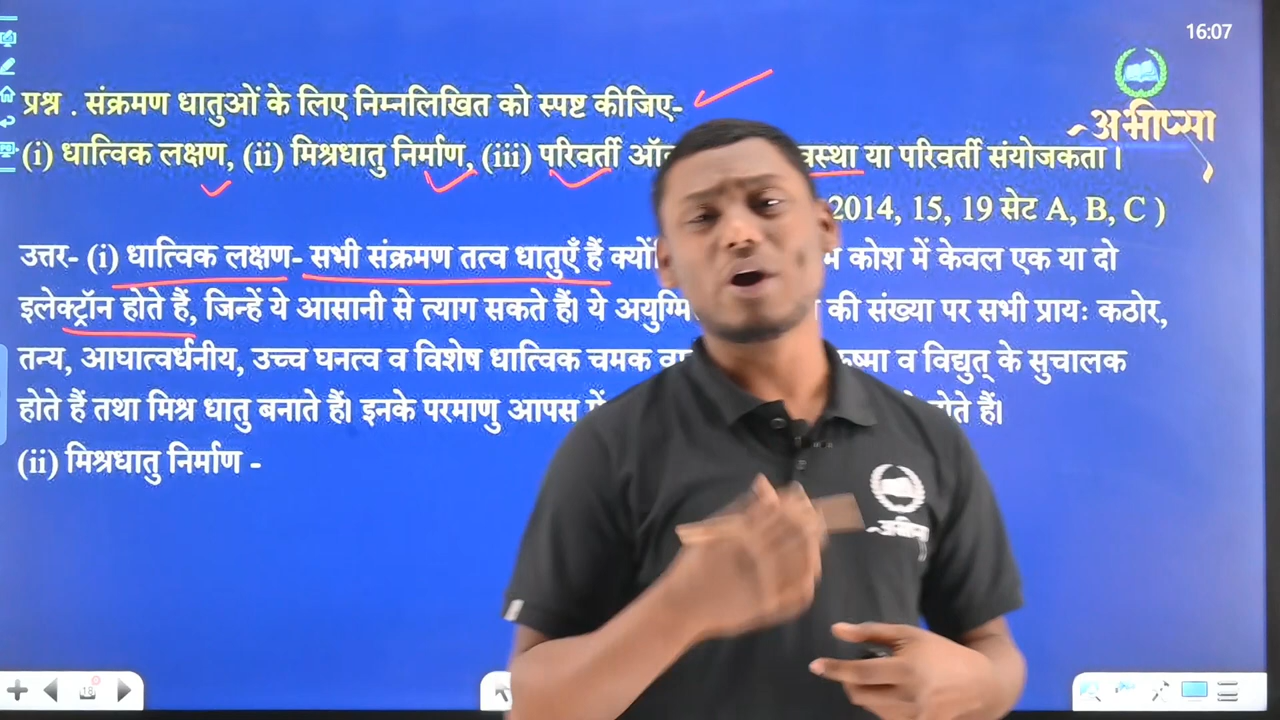 16:07
अभीप्सा
प्रश्न . संक्रमण धातुओं के लिए निम्नलिखित को स्पष्ट कीजिए-
(i) धात्विक लक्षण, (ii) मिश्रधातु निर्माण, (iii) परिवर्ती वस्था या परिवर्ती संयोजकता।
2014, 15, 19 सेट A, B, C )
उत्तर- (i) धात्विक लक्षण- सभी संक्रमण तत्व धातुएँ हैं कोश में केवल एक या दो
इलेक्ट्रॉन होते हैं, जिन्हें ये आसानी से त्याग सकते हैं। ये की संख्या पर सभी प्रायः कठोर,
तन्य, आघात्वर्धनीय, उच्च घनत्व व विशेष धात्विक चमक व विद्युत् के सुचालक
होते हैं तथा मिश्र धातु बनाते हैं। इनके परमाणु आपस होते हैं।
(ii) मिश्रधातु निर्माण -
18